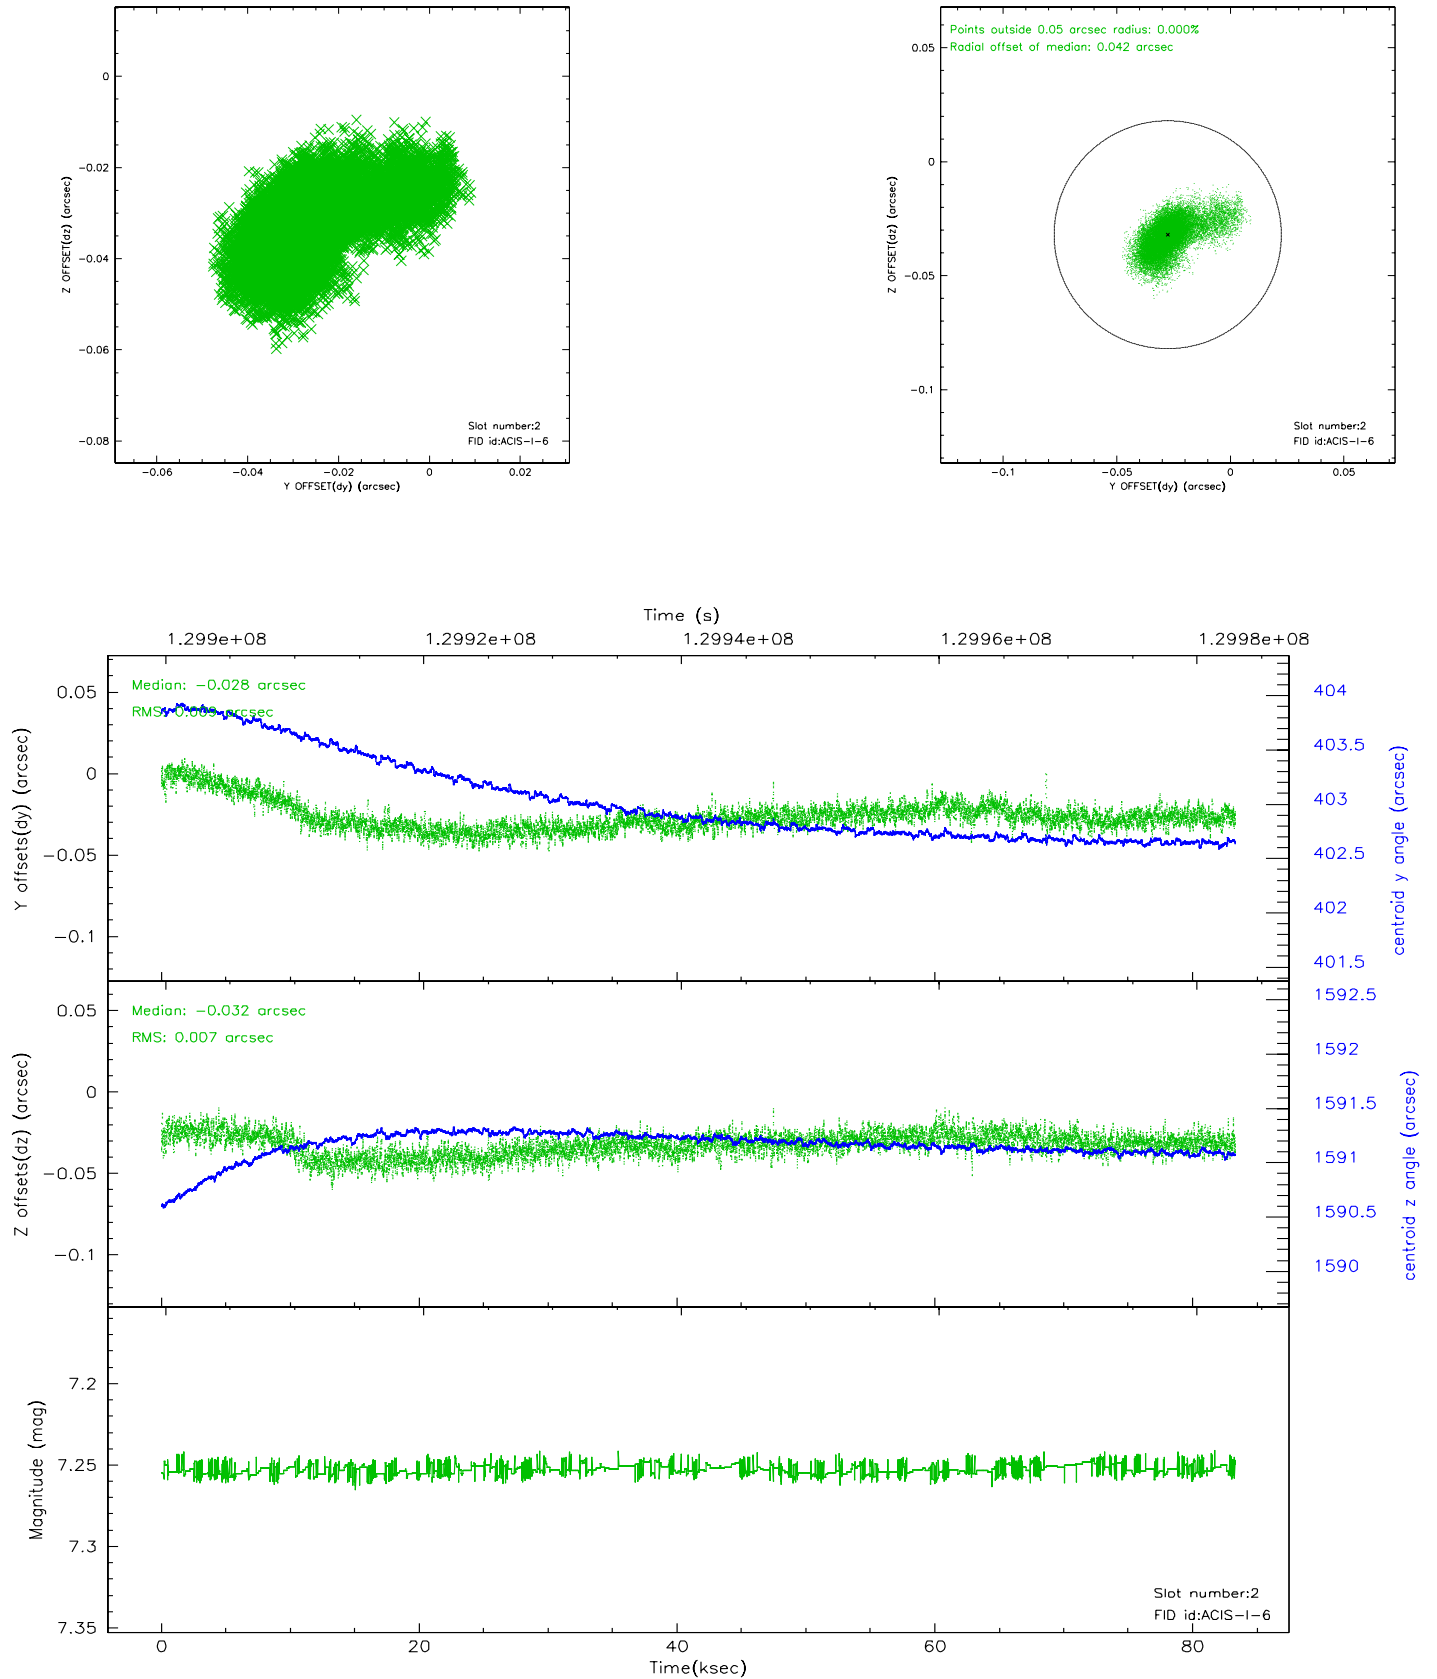 0
-0.02
-0.04
-0.06
-0.08
Z OFFSET(dz) (arcsec)
-0.06
-0.04
-0.02
0
0.02
Y OFFSET(dy) (arcsec)
Slot number:2
FID id:ACIS-I-6
Points outside 0.05 arcsec radius: 0.000%
Radial offset of median: 0.042 arcsec
0.05
0
-0.05
-0.1
Z OFFSET(dz) (arcsec)
-0.1
-0.05
0
0.05
Y OFFSET(dy) (arcsec)
Slot number:2
FID id:ACIS-I-6
Time (s)
1.299e+08
1.2992e+08
1.2994e+08
1.2996e+08
1.2998e+08
Median: -0.028 arcsec
RMS: 0.009 arcsec
0.05
0
-0.05
-0.1
Y offsets(dy) (arcsec)
404
403.5
403
402.5
402
401.5
centroid y angle (arcsec)
Median: -0.032 arcsec
RMS: 0.007 arcsec
0.05
0
-0.05
-0.1
Z offsets(dz) (arcsec)
1592.5
1592
1591.5
1591
1590.5
1590
centroid z angle (arcsec)
7.2
7.25
7.3
7.35
Magnitude (mag)
Slot number:2
FID id:ACIS-I-6
0
20
40
60
80
Time(ksec)